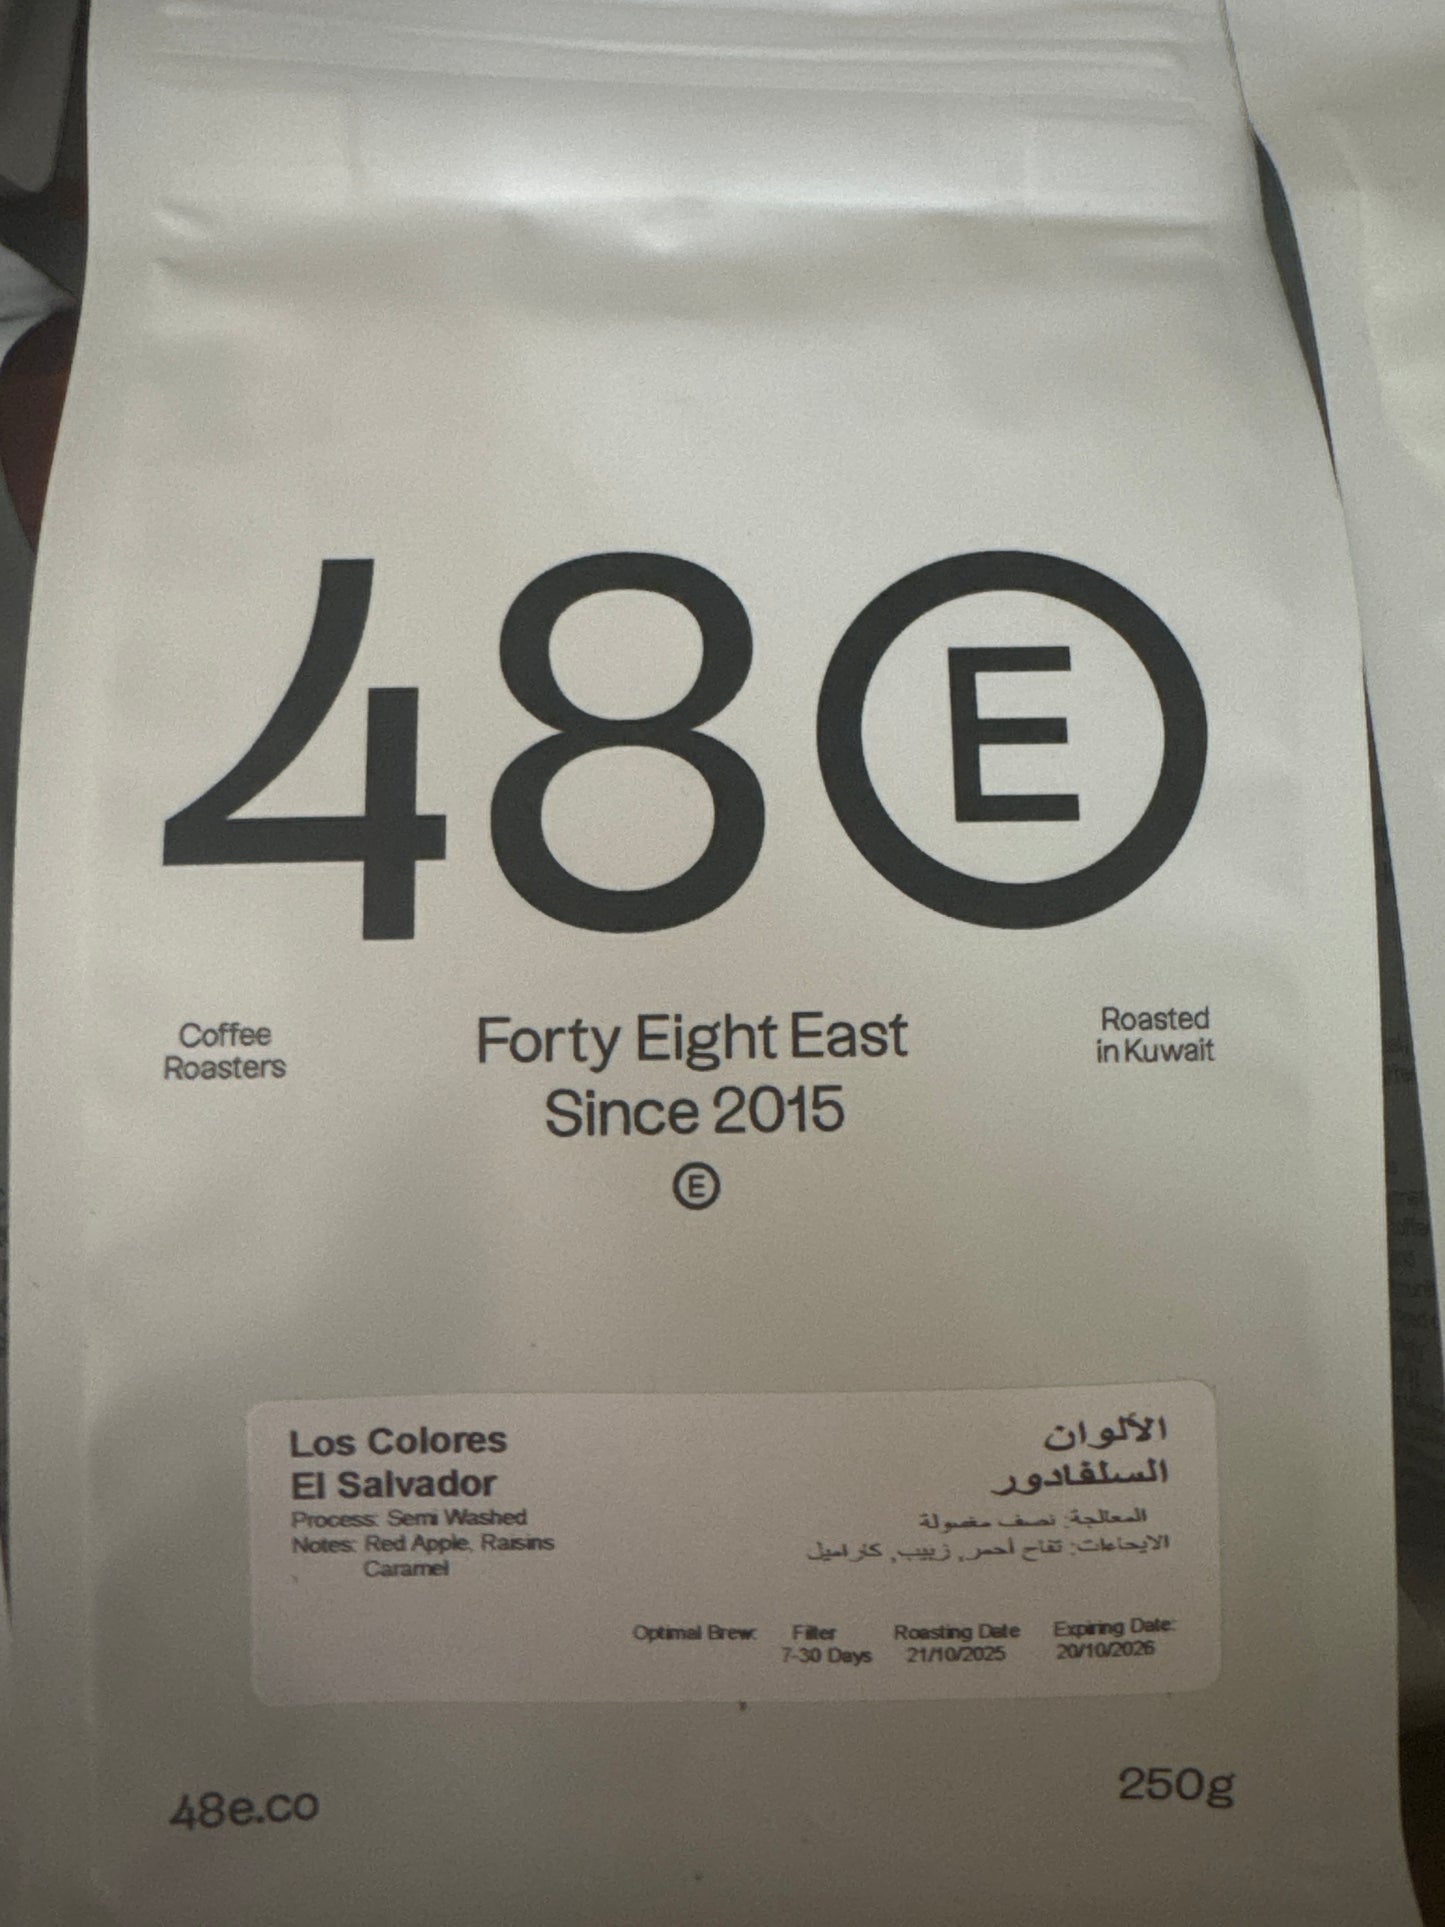 48E
Coffee
Roasters
Forty Eight East
Since 2015
E
Roasted
in Kuwait
Los Colores
El Salvador
Process: Semi Washed
Notes: Red Apple, Raisins
Caramel
الألوان
السلفادور
المعالجة: نصف مغسولة
الايحاءات: تفاح أحمر, زبيب, كاراميل
Optimal Brew: Filter
7-30 Days
Roasting Date
21/10/2025
Expiring Date:
20/10/2026
48e.co
250g